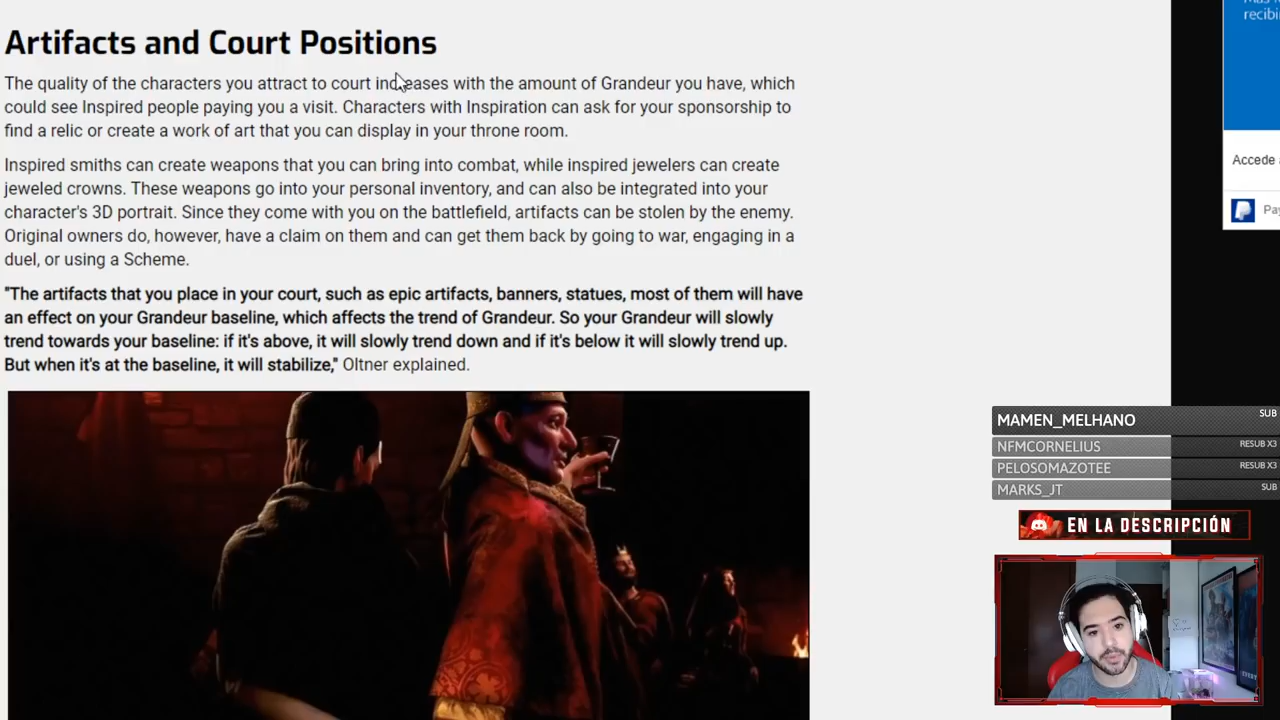 Artifacts and Court Positions
The quality of the characters you attract to court increases with the amount of Grandeur you have, which
could see Inspired people paying you a visit. Characters with Inspiration can ask for your sponsorship to
find a relic or create a work of art that you can display in your throne room.
Inspired smiths can create weapons that you can bring into combat, while inspired jewelers can create
jeweled crowns. These weapons go into your personal inventory, and can also be integrated into your
character's 3D portrait. Since they come with you on the battlefield, artifacts can be stolen by the enemy.
Original owners do, however, have a claim on them and can get them back by going to war, engaging in a
duel, or using a Scheme.
"The artifacts that you place in your court, such as epic artifacts, banners, statues, most of them will have
an effect on your Grandeur baseline, which affects the trend of Grandeur. So your Grandeur will slowly
trend towards your baseline: if it's above, it will slowly trend down and if it's below it will slowly trend up.
But when it's at the baseline, it will stabilize," Oltner explained.
recibi
Accede
Pay
MAMEN_MELHANO SUB
NFMCORNELIUS RESUB X3
PELOSOMAZOTEE RESUB X3
MARKS_JT SUB
EN LA DESCRIPCIÓN